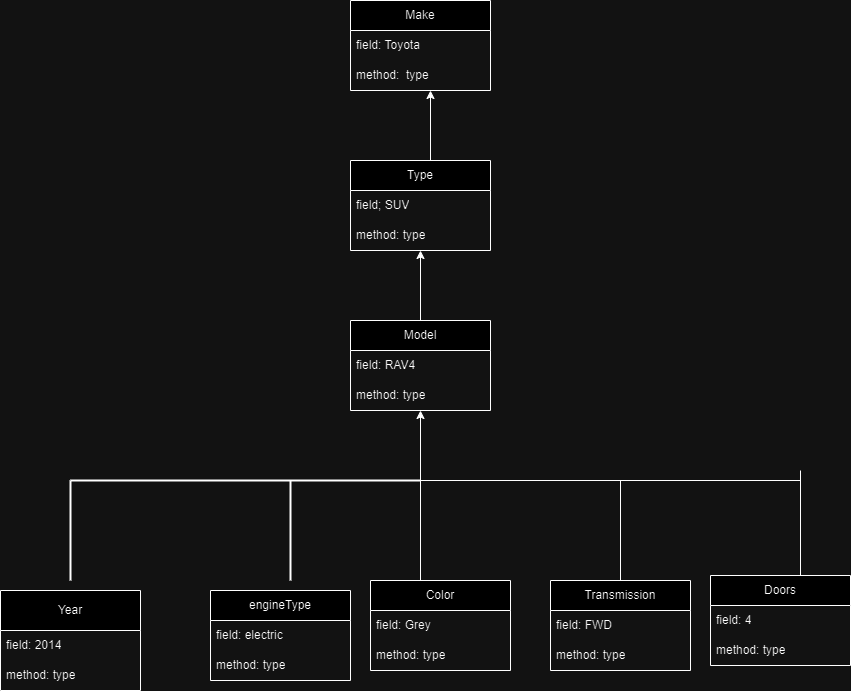 Make
field: Toyota
method:  type
Type
field; SUV
method: type
Model
field: RAV4
method: type
Year
field: 2014
method: type
engineType
field: electric
method: type
Color
field: Grey
method: type
Transmission
field: FWD
method: type
Doors
field: 4
method: type